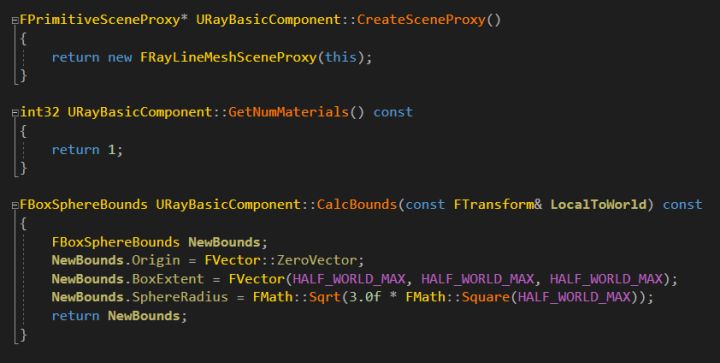 FPrimitiveSceneProxy* URayBasicComponent::CreateSceneProxy()
{
    return new FRayLineMeshSceneProxy(this);
}

int32 URayBasicComponent::GetNumMaterials() const
{
    return 1;
}

FBoxSphereBounds URayBasicComponent::CalcBounds(const FTransform& LocalToWorld) const
{
    FBoxSphereBounds NewBounds;
    NewBounds.Origin = FVector::ZeroVector;
    NewBounds.BoxExtent = FVector(HALF_WORLD_MAX, HALF_WORLD_MAX, HALF_WORLD_MAX);
    NewBounds.SphereRadius = FMath::Sqrt(3.0f * FMath::Square(HALF_WORLD_MAX));
    return NewBounds;
}